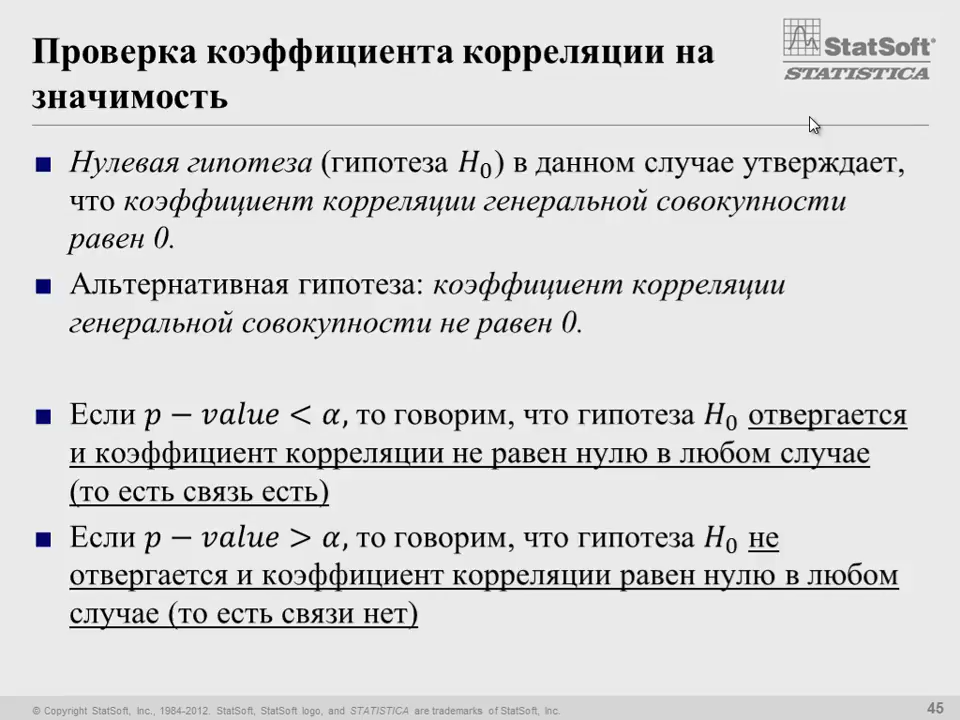 Проверка коэффициента корреляции на
значимость
StatSoft®
STATISTICA
■ Нулевая гипотеза (гипотеза H₀) в данном случае утверждает,
что коэффициент корреляции генеральной совокупности
равен 0.
■ Альтернативная гипотеза: коэффициент корреляции
генеральной совокупности не равен 0.
■ Если p − value < α, то говорим, что гипотеза H₀ отвергается
и коэффициент корреляции не равен нулю в любом случае
(то есть связь есть)
■ Если p − value > α, то говорим, что гипотеза H₀ не
отвергается и коэффициент корреляции равен нулю в любом
случае (то есть связи нет)
© Copyright StatSoft, Inc., 1984-2012. StatSoft, StatSoft logo, and STATISTICA are trademarks of StatSoft, Inc.
45